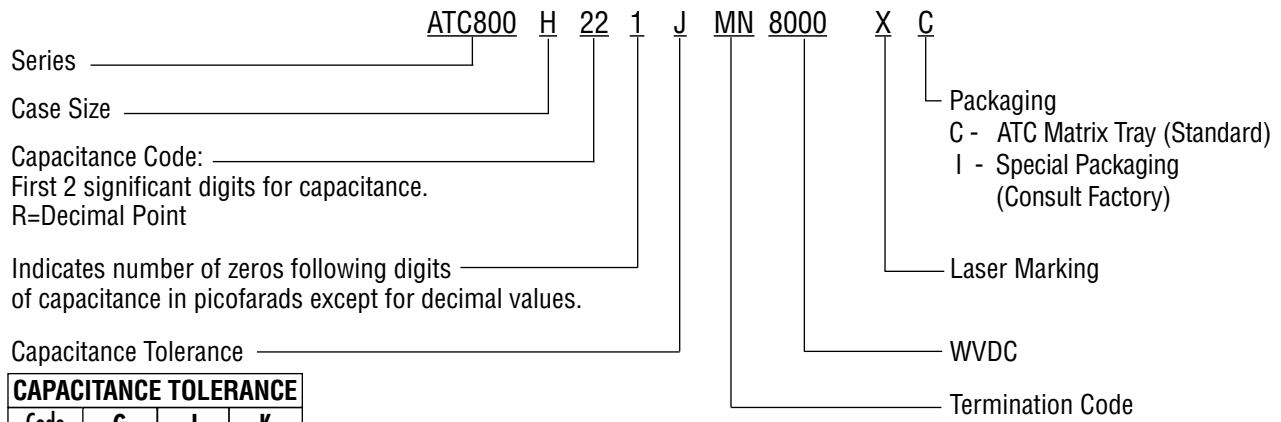 ATC800 H 22 1 J MN 8000 X C
Series
Case Size
Capacitance Code:
First 2 significant digits for capacitance.
R=Decimal Point
Indicates number of zeros following digits
of capacitance in picofarads except for decimal values.
Capacitance Tolerance
CAPACITANCE TOLERANCE
Packaging
C - ATC Matrix Tray (Standard)
I - Special Packaging
(Consult Factory)
Laser Marking
WVDC
Termination Code